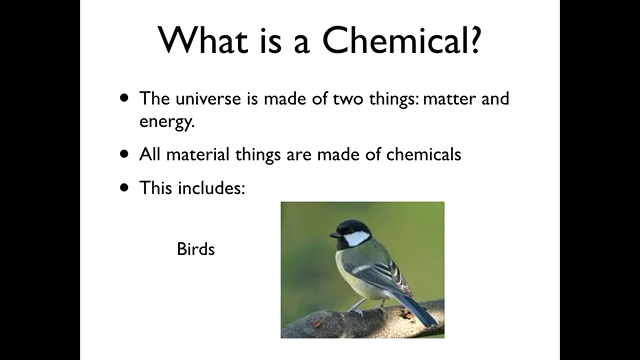 What is a Chemical?
• The universe is made of two things: matter and
energy.
• All material things are made of chemicals
• This includes:
Birds